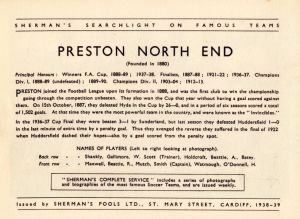 SHERMAN'S SEARCHLIGHT ON FAMOUS TEAMS
PRESTON NORTH END
(Founded in 1880)
Principal Honours: Winners F.A. Cup, 1888-89; 1937-38. Finalists, 1887-88; 1921-22; 1936-37. Champions
Div. I, 1888-89 (undefeated); 1889-90. Champions Div. II, 1903-04; 1912-13.
PRESTON joined the Football League upon its formation in 1888, and was the first club to win the championship
going through the competition unbeaten. They also won the Cup that year without having a goal scored against
them. On 15th October, 1887, they defeated Hyde in the Cup by 26—0, and in a period of six seasons scored a total
of 1,502 goals. At that time they were the most powerful team in the country, and were known as the "Invincibles."
In the 1936-37 Cup Final they were beaten 3—1 by Sunderland, but last season they defeated Huddersfield 1—0
in the last minute of extra time by a penalty goal. Thus they avenged the reverse they suffered in the final of 1922
when Huddersfield dashed their hopes—also by a goal scored from the penalty spot.
NAMES OF PLAYERS (Left to right looking at photograph).
Back row - Shankly, Gallimore, W. Scott (Trainer), Holdcroft, Beattie, A., Batey.
Front row - Maxwell, Beattie, R., Mutch, Smith (Captain), Watmough, O'Donnell, H.
"SHERMAN'S COMPLETE SERVICE" includes a series of photographs
and biographies of the most famous Soccer Teams, and are issued weekly.
Issued by SHERMAN'S POOLS LTD., ST. MARY STREET, CARDIFF, 1938-39